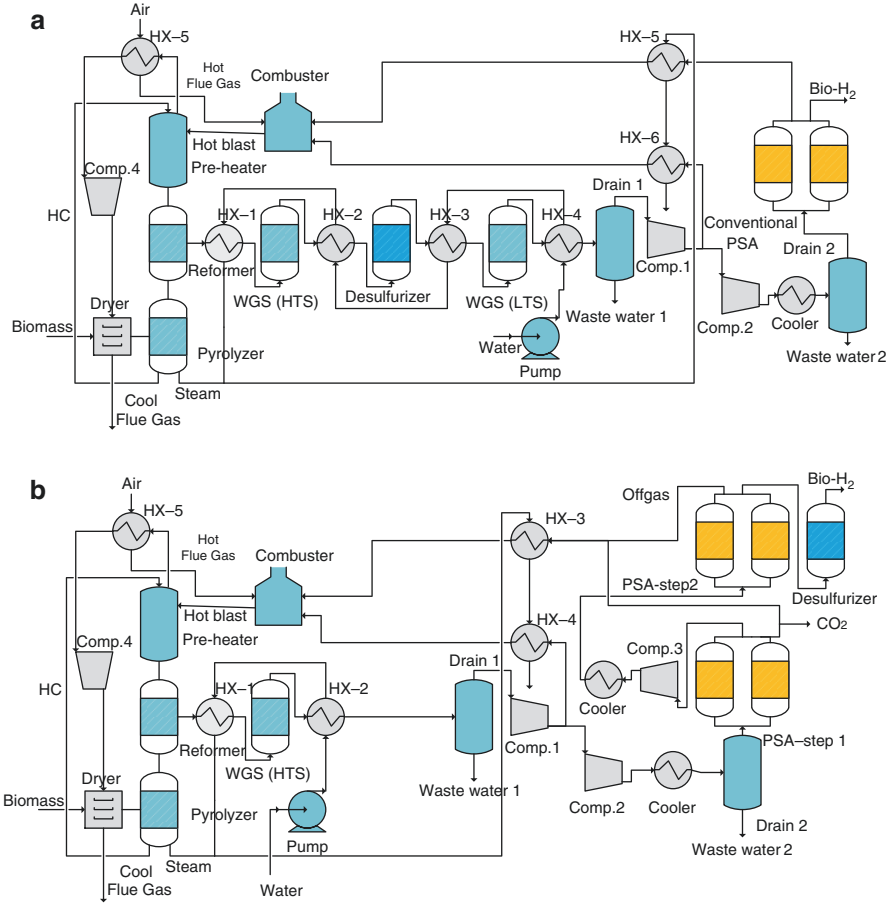 a
Air
HX–5
Hot
Flue Gas
Combuster
HX–5
Bio-H2
Hot blast
Pre-heater
HX–6
Comp.4
Drain 1
HC
HX–1
HX–2
HX–3
HX–4
Conventional
PSA
Reformer
Comp.1
Drain 2
WGS (HTS)
Desulfurizer
WGS (LTS)
Dryer
Waste water 1
Comp.2
Cooler
Biomass
Water
Waste water 2
Pyrolyzer
Pump
Steam
Cool
Flue Gas
b
Air
HX–5
Hot
Flue Gas
Combuster
HX–3
Offgas
Bio-H2
PSA-step2
Desulfurizer
Hot blast
Pre-heater
HX–4
CO2
Comp.4
Comp.3
Drain 1
HC
HX–1
HX–2
Cooler
Reformer
Comp.1
PSA–step 1
WGS (HTS)
Dryer
Waste water 1
Comp.2
Cooler
Biomass
Pyrolyzer
Drain 2
Pump
Waste water 2
Steam
Cool
Flue Gas
Water